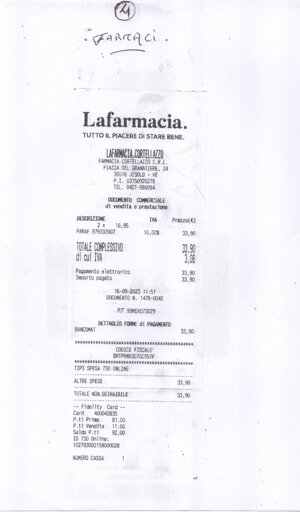 4
FARMACI.
Lafarmacia.
TUTTO IL PIACERE DI STARE BENE.
LAFARMACIA.CORTELLAZZO
FARMACIA CORTELLAZZO S.R.L.
PIAZZA DEL GRANATIERE, 24
30016 JESOLO - VE
P.I. 03750920278
TEL. 0421-980094
DOCUMENTO COMMERCIALE
di vendita o prestazione
DESCRIZIONE IVA Prezzo(€)
2 x 16,95
PARAF 979333907 10,00% 33,90
TOTALE COMPLESSIVO 33,90
di cui IVA 3,08
Pagamento elettronico 33,90
Importo pagato 33,90
16-09-2023 11:51
DOCUMENTO N. 1478-0042
RT 99MEX073029
DETTAGLIO FORME di PAGAMENTO
BANCOMAT 33,90
CODICE FISCALE
TIPI SPESA 730 ONLINE
ALTRE SPESE 33,90
TOTALE NON DETRAIBILE 33,90
-- Fidelity Card --
Card 400043835
P.ti Prima 81,00
P.ti Vendita 11,00
Saldo P.ti 92,00
ID 730 Online:
NUMERO CASSA 1